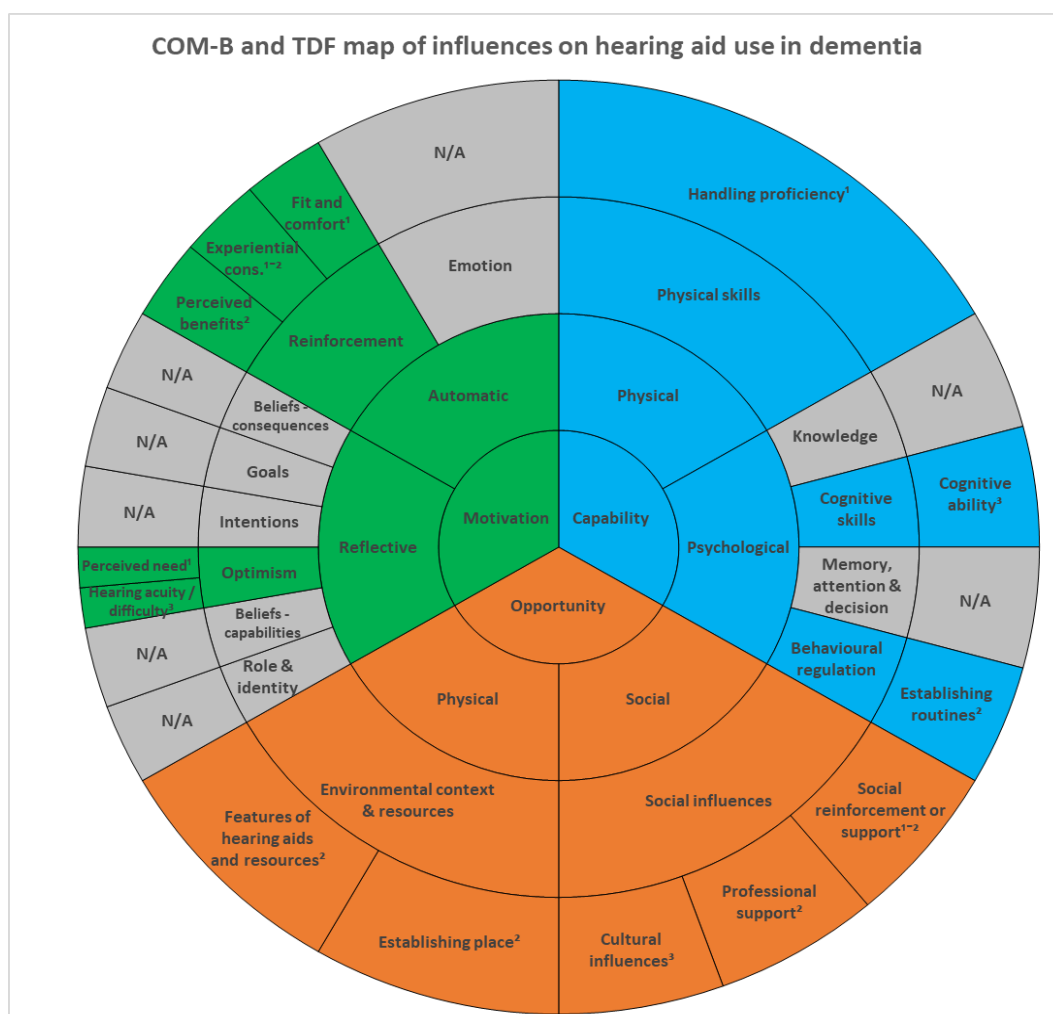 COM-B and TDF map of influences on hearing aid use in dementia
N/A
Handling proficiency¹
Fit and
comfort¹
Experiential
cons.¹⁻²
Perceived
benefits²
Emotion
Physical skills
Reinforcement
N/A
Beliefs -
consequences
Automatic
Physical
N/A
Knowledge
N/A
Goals
Cognitive
skills
Cognitive
ability³
N/A
Intentions
Reflective
Motivation
Capability
Psychological
Perceived need¹
Hearing acuity /
difficulty³
Optimism
Opportunity
Memory,
attention &
decision
N/A
N/A
Beliefs -
capabilities
Behavioural
regulation
N/A
Role &
identity
Physical
Social
Establishing
routines²
Features of
hearing aids
and resources²
Environmental context
& resources
Social influences
Social
reinforcement or
support¹⁻²
Establishing place²
Cultural
influences³
Professional
support²